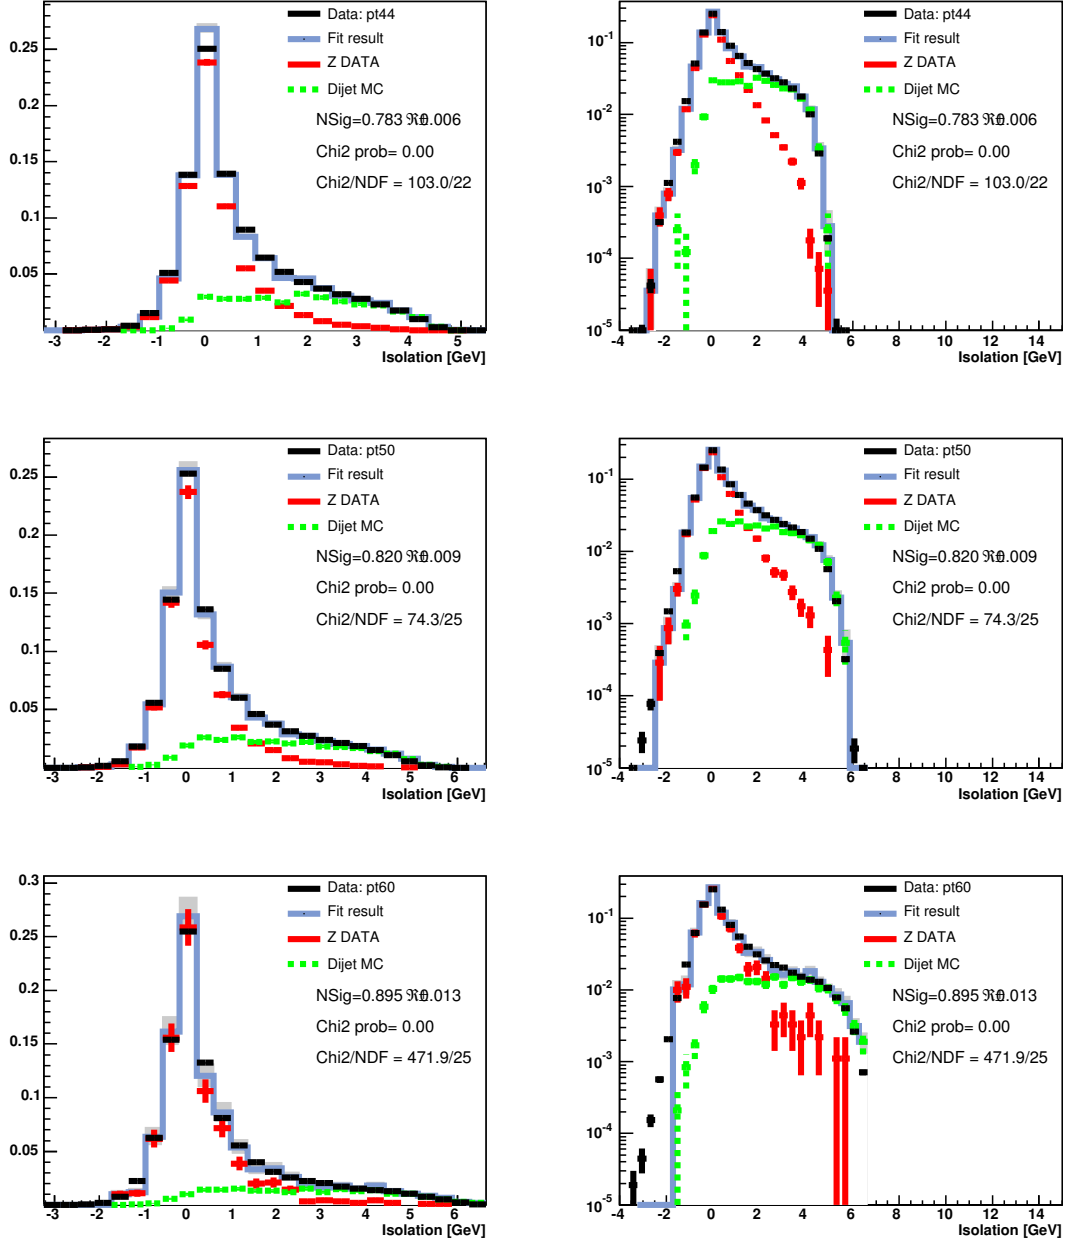 Data: pt44
Fit result
Z DATA
Dijet MC
NSig=0.783 ℜ£0.006
Chi2 prob= 0.00
Chi2/NDF = 103.0/22
0.25
0.2
0.15
0.1
0.05
-3 -2 -1 0 1 2 3 4 5
Isolation [GeV]
Data: pt44
Fit result
Z DATA
Dijet MC
NSig=0.783 ℜ£0.006
Chi2 prob= 0.00
Chi2/NDF = 103.0/22
10-1
10-2
10-3
10-4
10-5
-4 -2 0 2 4 6 8 10 12 14
Isolation [GeV]
Data: pt50
Fit result
Z DATA
Dijet MC
NSig=0.820 ℜ£0.009
Chi2 prob= 0.00
Chi2/NDF = 74.3/25
0.25
0.2
0.15
0.1
0.05
0
-3 -2 -1 0 1 2 3 4 5 6
Isolation [GeV]
Data: pt50
Fit result
Z DATA
Dijet MC
NSig=0.820 ℜ£0.009
Chi2 prob= 0.00
Chi2/NDF = 74.3/25
10-1
10-2
10-3
10-4
10-5
-4 -2 0 2 4 6 8 10 12 14
Isolation [GeV]
Data: pt60
Fit result
Z DATA
Dijet MC
NSig=0.895 ℜ£0.013
Chi2 prob= 0.00
Chi2/NDF = 471.9/25
0.3
0.25
0.2
0.15
0.1
0.05
0
-3 -2 -1 0 1 2 3 4 5 6
Isolation [GeV]
Data: pt60
Fit result
Z DATA
Dijet MC
NSig=0.895 ℜ£0.013
Chi2 prob= 0.00
Chi2/NDF = 471.9/25
10-1
10-2
10-3
10-4
10-5
-4 -2 0 2 4 6 8 10 12 14
Isolation [GeV]